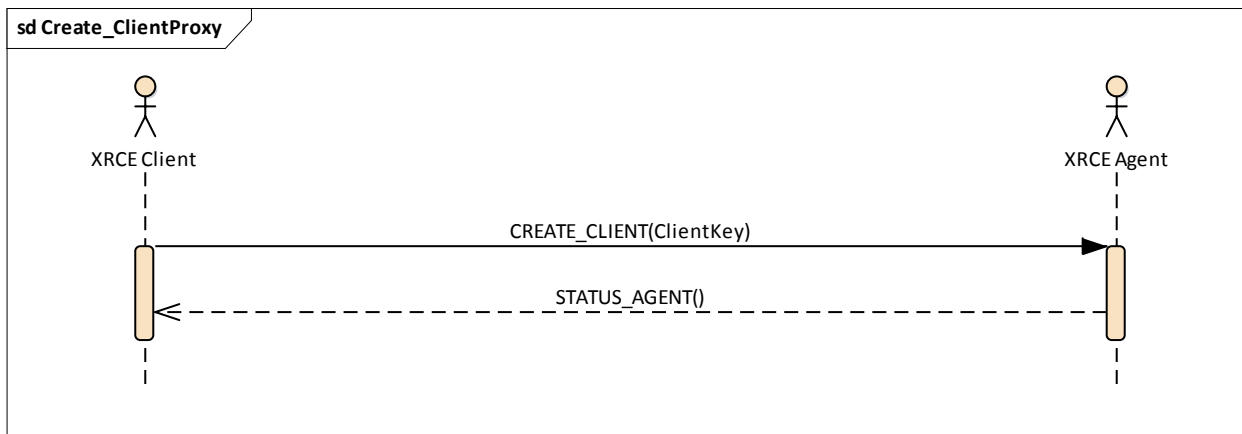 sd Create_ClientProxy
XRCE Client
XRCE Agent
CREATE_CLIENT(ClientKey)
STATUS_AGENT()